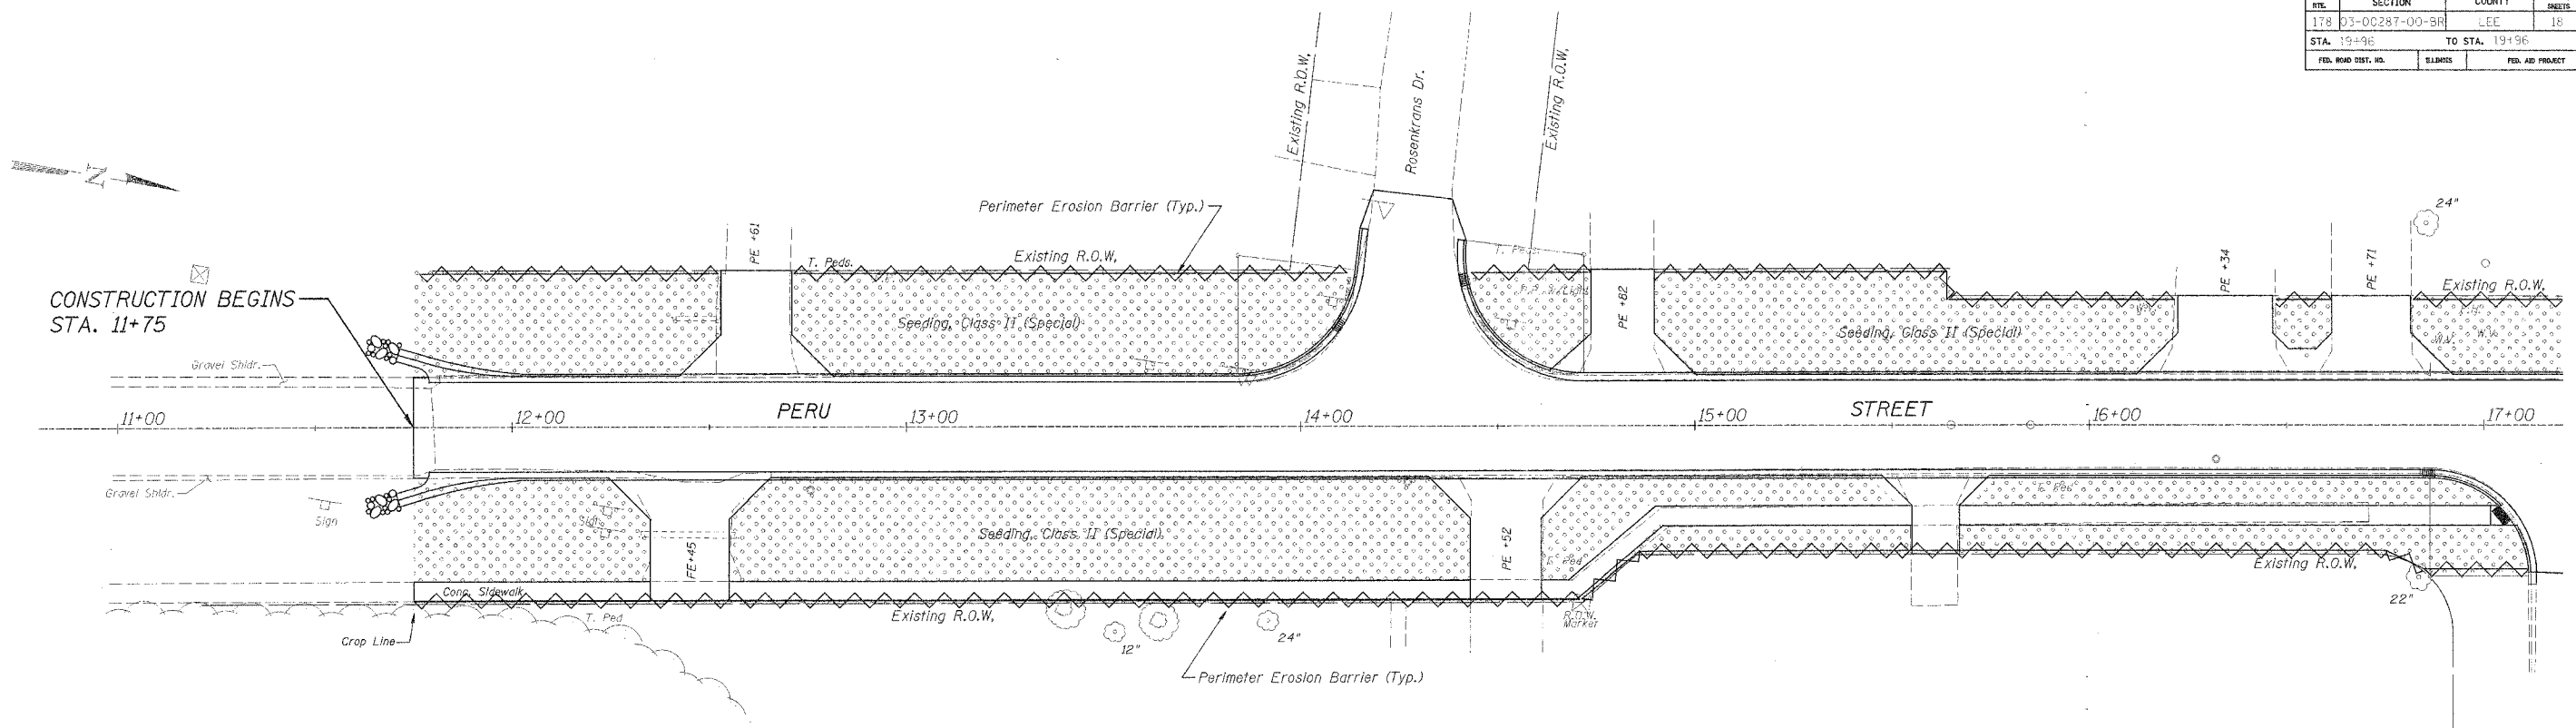 RTE.
SECTION
COUNTY
SHEETS
178
03-00287-00-BR
LEE
18
STA. 19+96 TO STA. 19+96
FED. ROAD DIST. NO.
ILLINOIS
FED. AID PROJECT
Existing R.O.W.
Rosenkrans Dr.
Existing R.O.W.
N
Perimeter Erosion Barrier (Typ.)
24"
PE +61
T. Peds.
Existing R.O.W.
T. Peds.
PE +82
PE +34
PE +71
Existing R.O.W.
CONSTRUCTION BEGINS
STA. 11+75
Seeding, Class II (Special)
Seeding, Class II (Special)
W.V.
W.V.
Gravel Shldr.
11+00
12+00
PERU
13+00
14+00
15+00
STREET
16+00
17+00
Gravel Shldr.
Sign
Sign
Seeding, Class II (Special)
T. Ped
FE+45
PE +52
T. Ped
Existing R.O.W.
Conc. Sidewalk
T. Ped
Existing R.O.W.
R.O.W.
Marker
22"
Crop Line
12"
24"
Perimeter Erosion Barrier (Typ.)